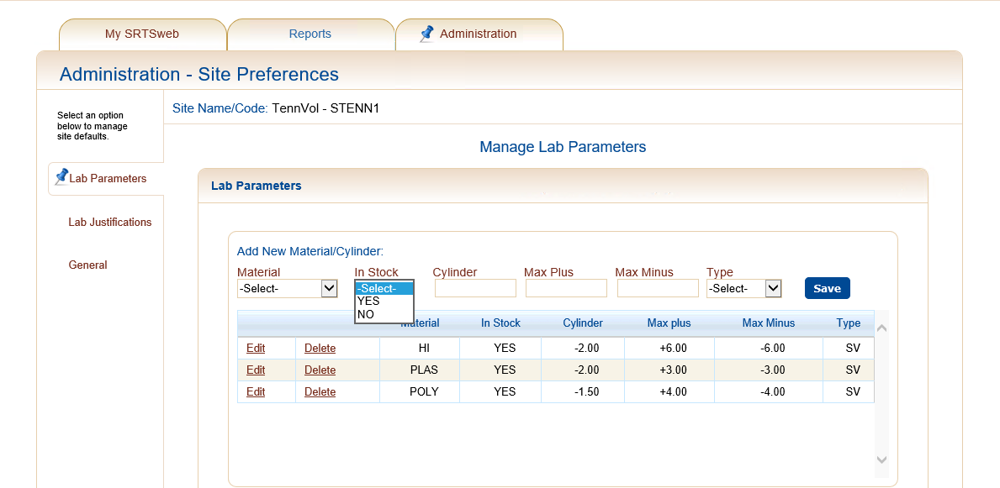 My SRTSweb Reports Administration
Administration - Site Preferences
Select an option
below to manage
site defaults.
Site Name/Code: TennVol - STENN1
Manage Lab Parameters
Lab Parameters
Lab Justifications
General
Lab Parameters
Add New Material/Cylinder:
Material In Stock Cylinder Max Plus Max Minus Type
-Select- -Select- -Select- Save
YES
NO
Material In Stock Cylinder Max plus Max Minus Type
Edit Delete HI YES -2.00 +6.00 -6.00 SV
Edit Delete PLAS YES -2.00 +3.00 -3.00 SV
Edit Delete POLY YES -1.50 +4.00 -4.00 SV